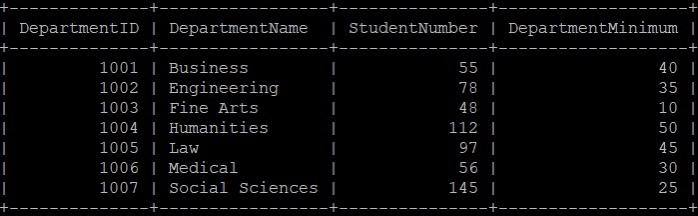 +--------------+-----------------+---------------+-------------------+
| DepartmentID | DepartmentName  | StudentNumber | DepartmentMinimum |
+--------------+-----------------+---------------+-------------------+
|         1001 | Business        |            55 |                40 |
|         1002 | Engineering     |            78 |                35 |
|         1003 | Fine Arts       |            48 |                10 |
|         1004 | Humanities      |           112 |                50 |
|         1005 | Law             |            97 |                45 |
|         1006 | Medical         |            56 |                30 |
|         1007 | Social Sciences |           145 |                25 |
+--------------+-----------------+---------------+-------------------+